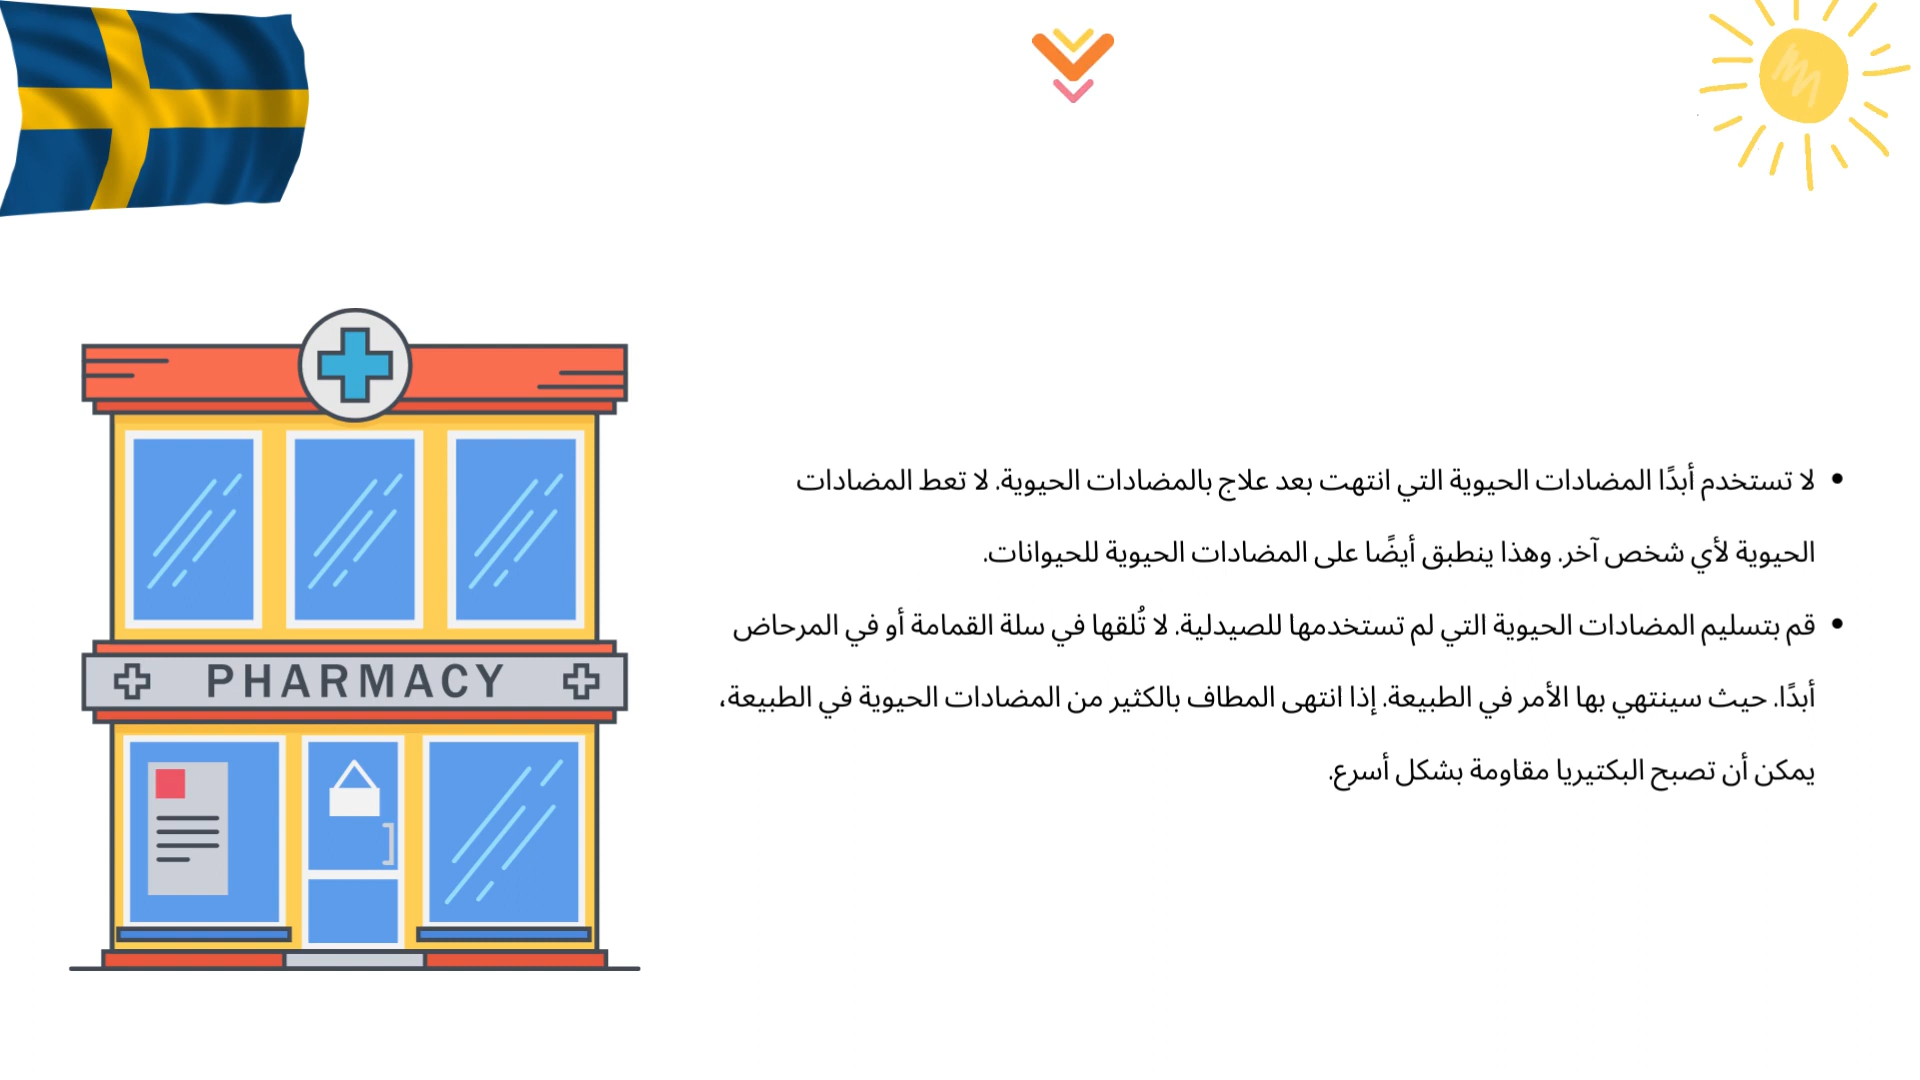 لا تستخدم أبدًا المضادات الحيوية التي انتهت بعد علاج بالمضادات الحيوية. لا تعط المضادات
الحيوية لأي شخص آخر. وهذا ينطبق أيضًا على المضادات الحيوية للحيوانات.
قم بتسليم المضادات الحيوية التي لم تستخدمها للصيدلية. لا تُلقها في سلة القمامة أو في المرحاض
أبدًا. حيث سينتهي بها الأمر في الطبيعة. إذا انتهى المطاف بالكثير من المضادات الحيوية في الطبيعة،
يمكن أن تصبح البكتيريا مقاومة بشكل أسرع.
PHARMACY